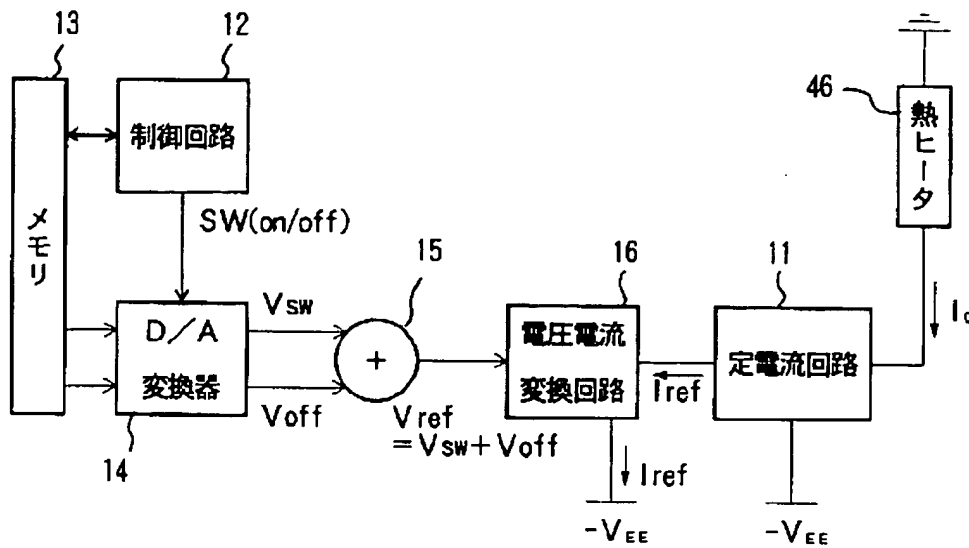 13
12
制御回路
メモリ
SW(on/off)
D/A
変換器
14
Vsw
Voff
15
+
Vref
=Vsw+Voff
16
電圧電流
変換回路
Iref
Iref
-VEE
11
定電流回路
-VEE
46
熱ヒータ